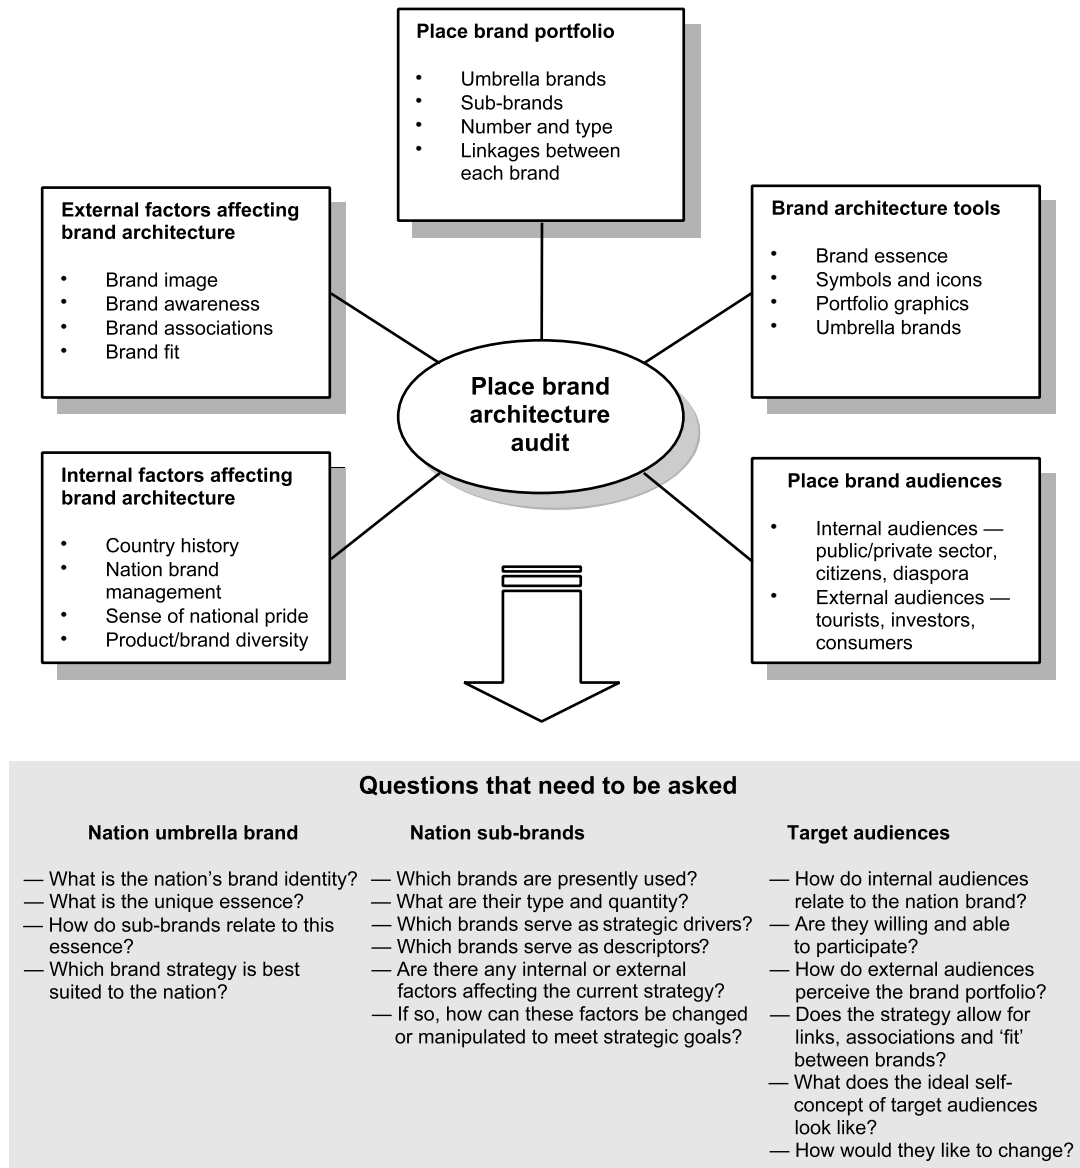 Place brand portfolio
• Umbrella brands
• Sub-brands
• Number and type
• Linkages between
each brand
External factors affecting
brand architecture
• Brand image
• Brand awareness
• Brand associations
• Brand fit
Brand architecture tools
• Brand essence
• Symbols and icons
• Portfolio graphics
• Umbrella brands
Place brand
architecture
audit
Internal factors affecting
brand architecture
• Country history
• Nation brand
management
• Sense of national pride
• Product/brand diversity
Place brand audiences
• Internal audiences —
public/private sector,
citizens, diaspora
• External audiences —
tourists, investors,
consumers
Questions that need to be asked
Nation umbrella brand
— What is the nation’s brand identity?
— What is the unique essence?
— How do sub-brands relate to this
essence?
— Which brand strategy is best
suited to the nation?
Nation sub-brands
— Which brands are presently used?
— What are their type and quantity?
— Which brands serve as strategic drivers?
— Which brands serve as descriptors?
— Are there any internal or external
factors affecting the current strategy?
— If so, how can these factors be changed
or manipulated to meet strategic goals?
Target audiences
— How do internal audiences
relate to the nation brand?
— Are they willing and able
to participate?
— How do external audiences
perceive the brand portfolio?
— Does the strategy allow for
links, associations and ‘fit’
between brands?
— What does the ideal self-
concept of target audiences
look like?
— How would they like to change?